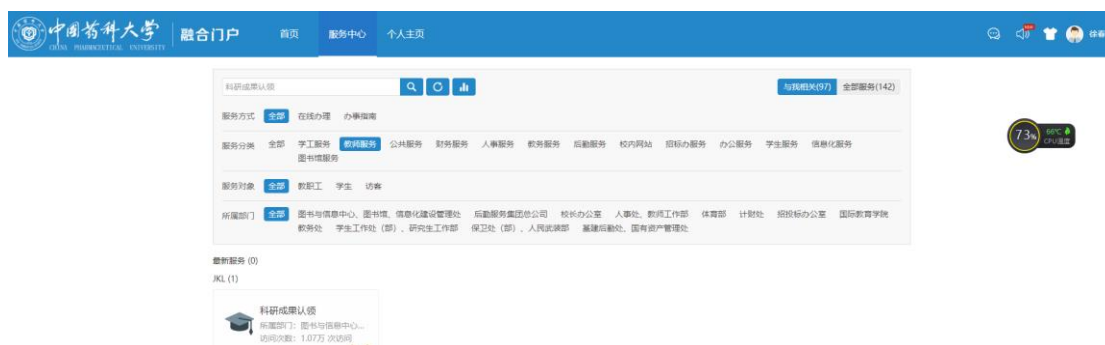 中国药科大学
CHINA PHARMACEUTICAL UNIVERSITY
融合门户
首页
服务中心
个人主页
科研成果认领
与我相关(97)
全部服务(142)
服务方式 全部 在线办理 办事指南
服务分类 全部 学工服务 教师服务 公共服务 财务服务 人事服务 教务服务 后勤服务 校内网站 招标办服务 办公服务 学生服务 信息化服务
图书馆服务
服务对象 全部 教职工 学生 访客
所属部门 全部 图书与信息中心、图书馆、信息化建设管理处 后勤服务集团总公司 校长办公室 人事处、教师工作部 体育部 计财处 招投标办公室 国际教育学院
教务处 学生工作处（部）、研究生工作部 保卫处（部）、人民武装部 基建后勤处、国有资产管理处
73%
66℃
CPU温度
最新服务 (0)
JKL (1)
科研成果认领
所属部门：图书与信息中心...
访问次数：1.07万 次访问